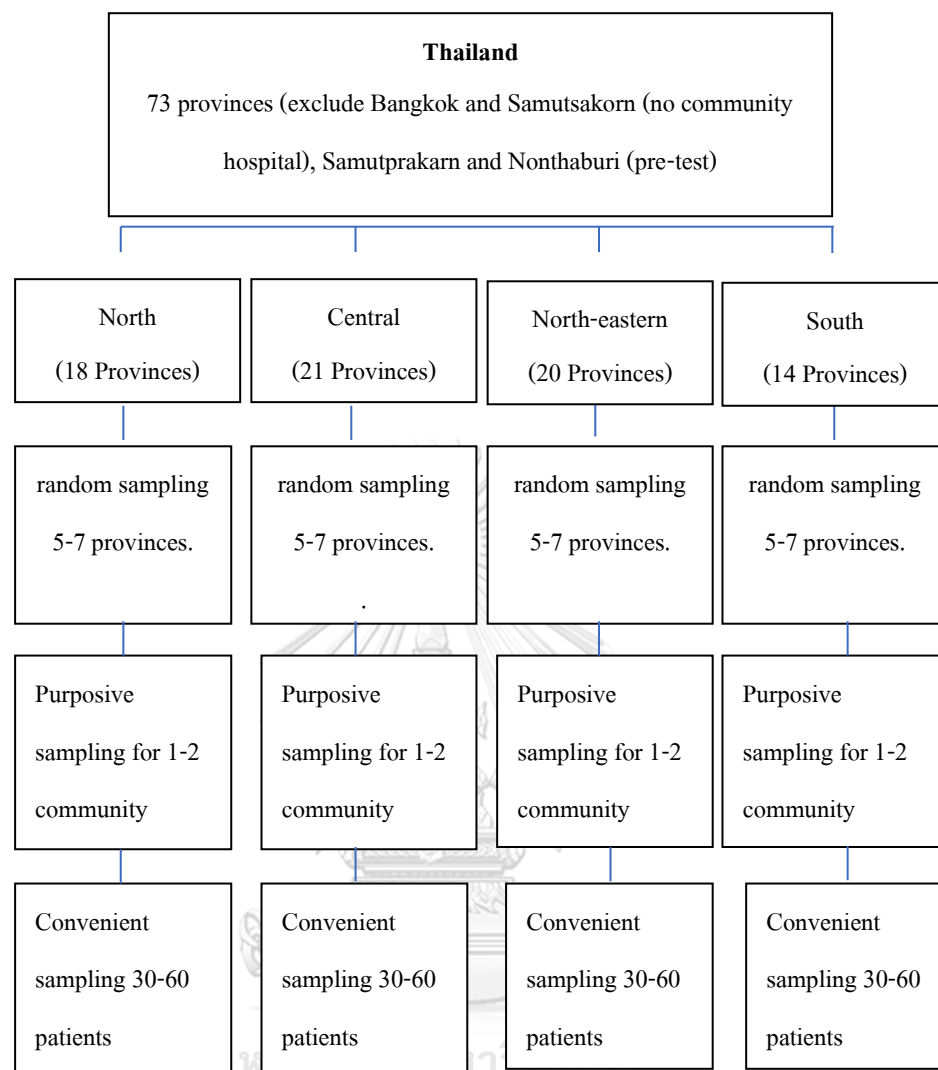 Thailand
73 provinces (exclude Bangkok and Samutsakorn (no community
hospital), Samutprakarn and Nonthaburi (pre-test)
North
(18 Provinces)
Central
(21 Provinces)
North-eastern
(20 Provinces)
South
(14 Provinces)
random sampling
5-7 provinces.
random sampling
5-7 provinces.
.
random sampling
5-7 provinces.
random sampling
5-7 provinces.
Purposive
sampling for 1-2
community
Purposive
sampling for 1-2
community
Purposive
sampling for 1-2
community
Purposive
sampling for 1-2
community
Convenient
sampling 30-60
patients
Convenient
sampling 30-60
patients
Convenient
sampling 30-60
patients
Convenient
sampling 30-60
patients